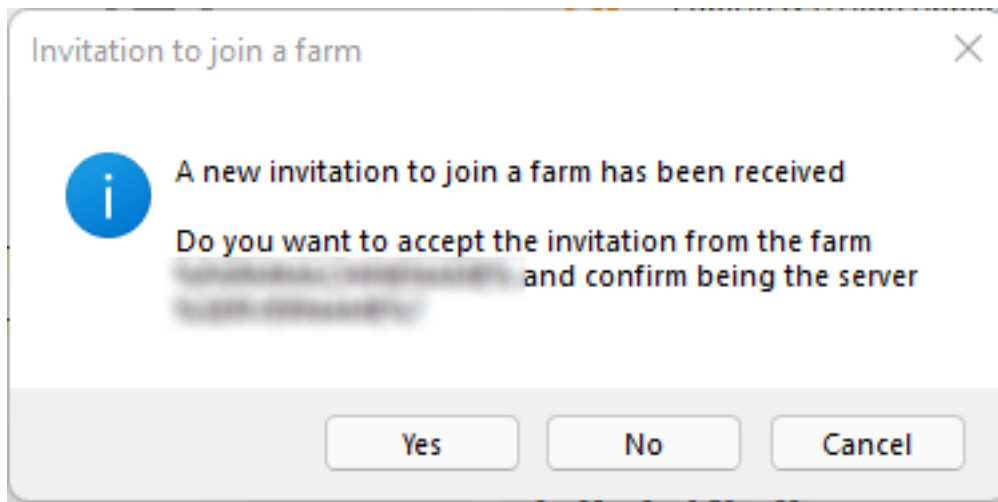 Invitation to join a farm
A new invitation to join a farm has been received
Do you want to accept the invitation from the farm
and confirm being the server
Yes
No
Cancel